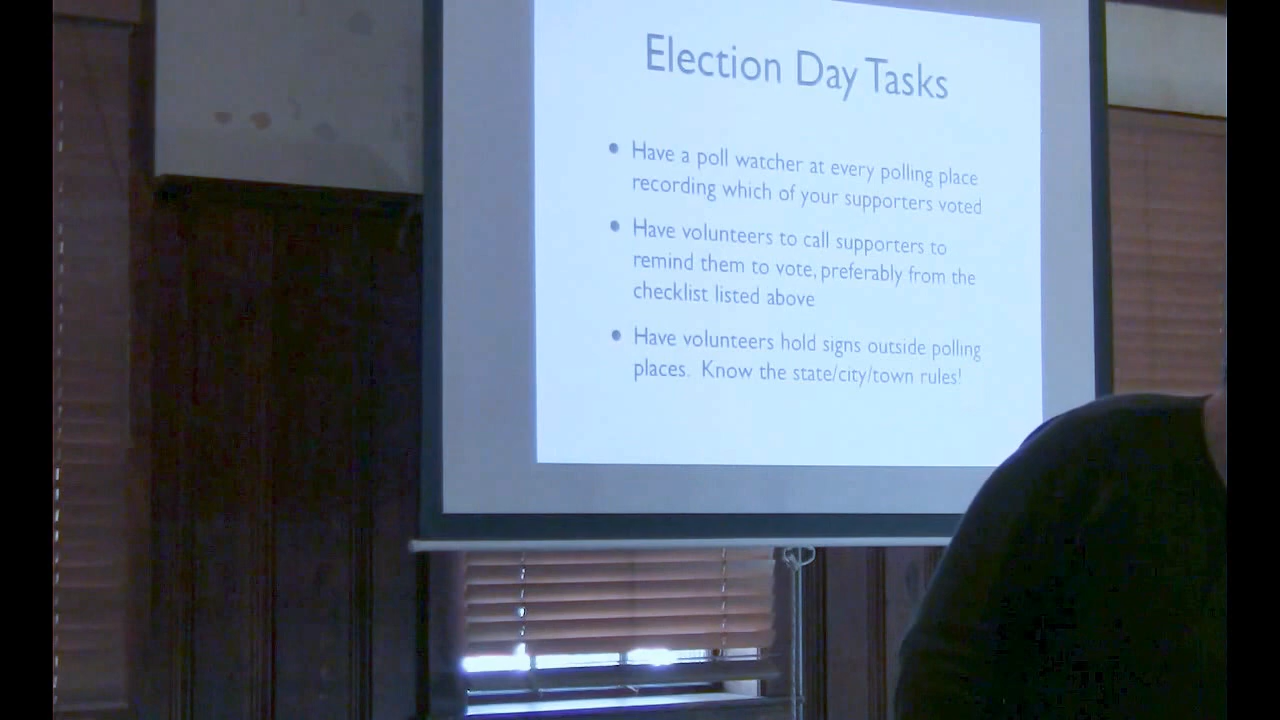 Election Day Tasks
• Have a poll watcher at every polling place
recording which of your supporters voted
• Have volunteers to call supporters to
remind them to vote, preferably from the
checklist listed above
• Have volunteers hold signs outside polling
places. Know the state/city/town rules!